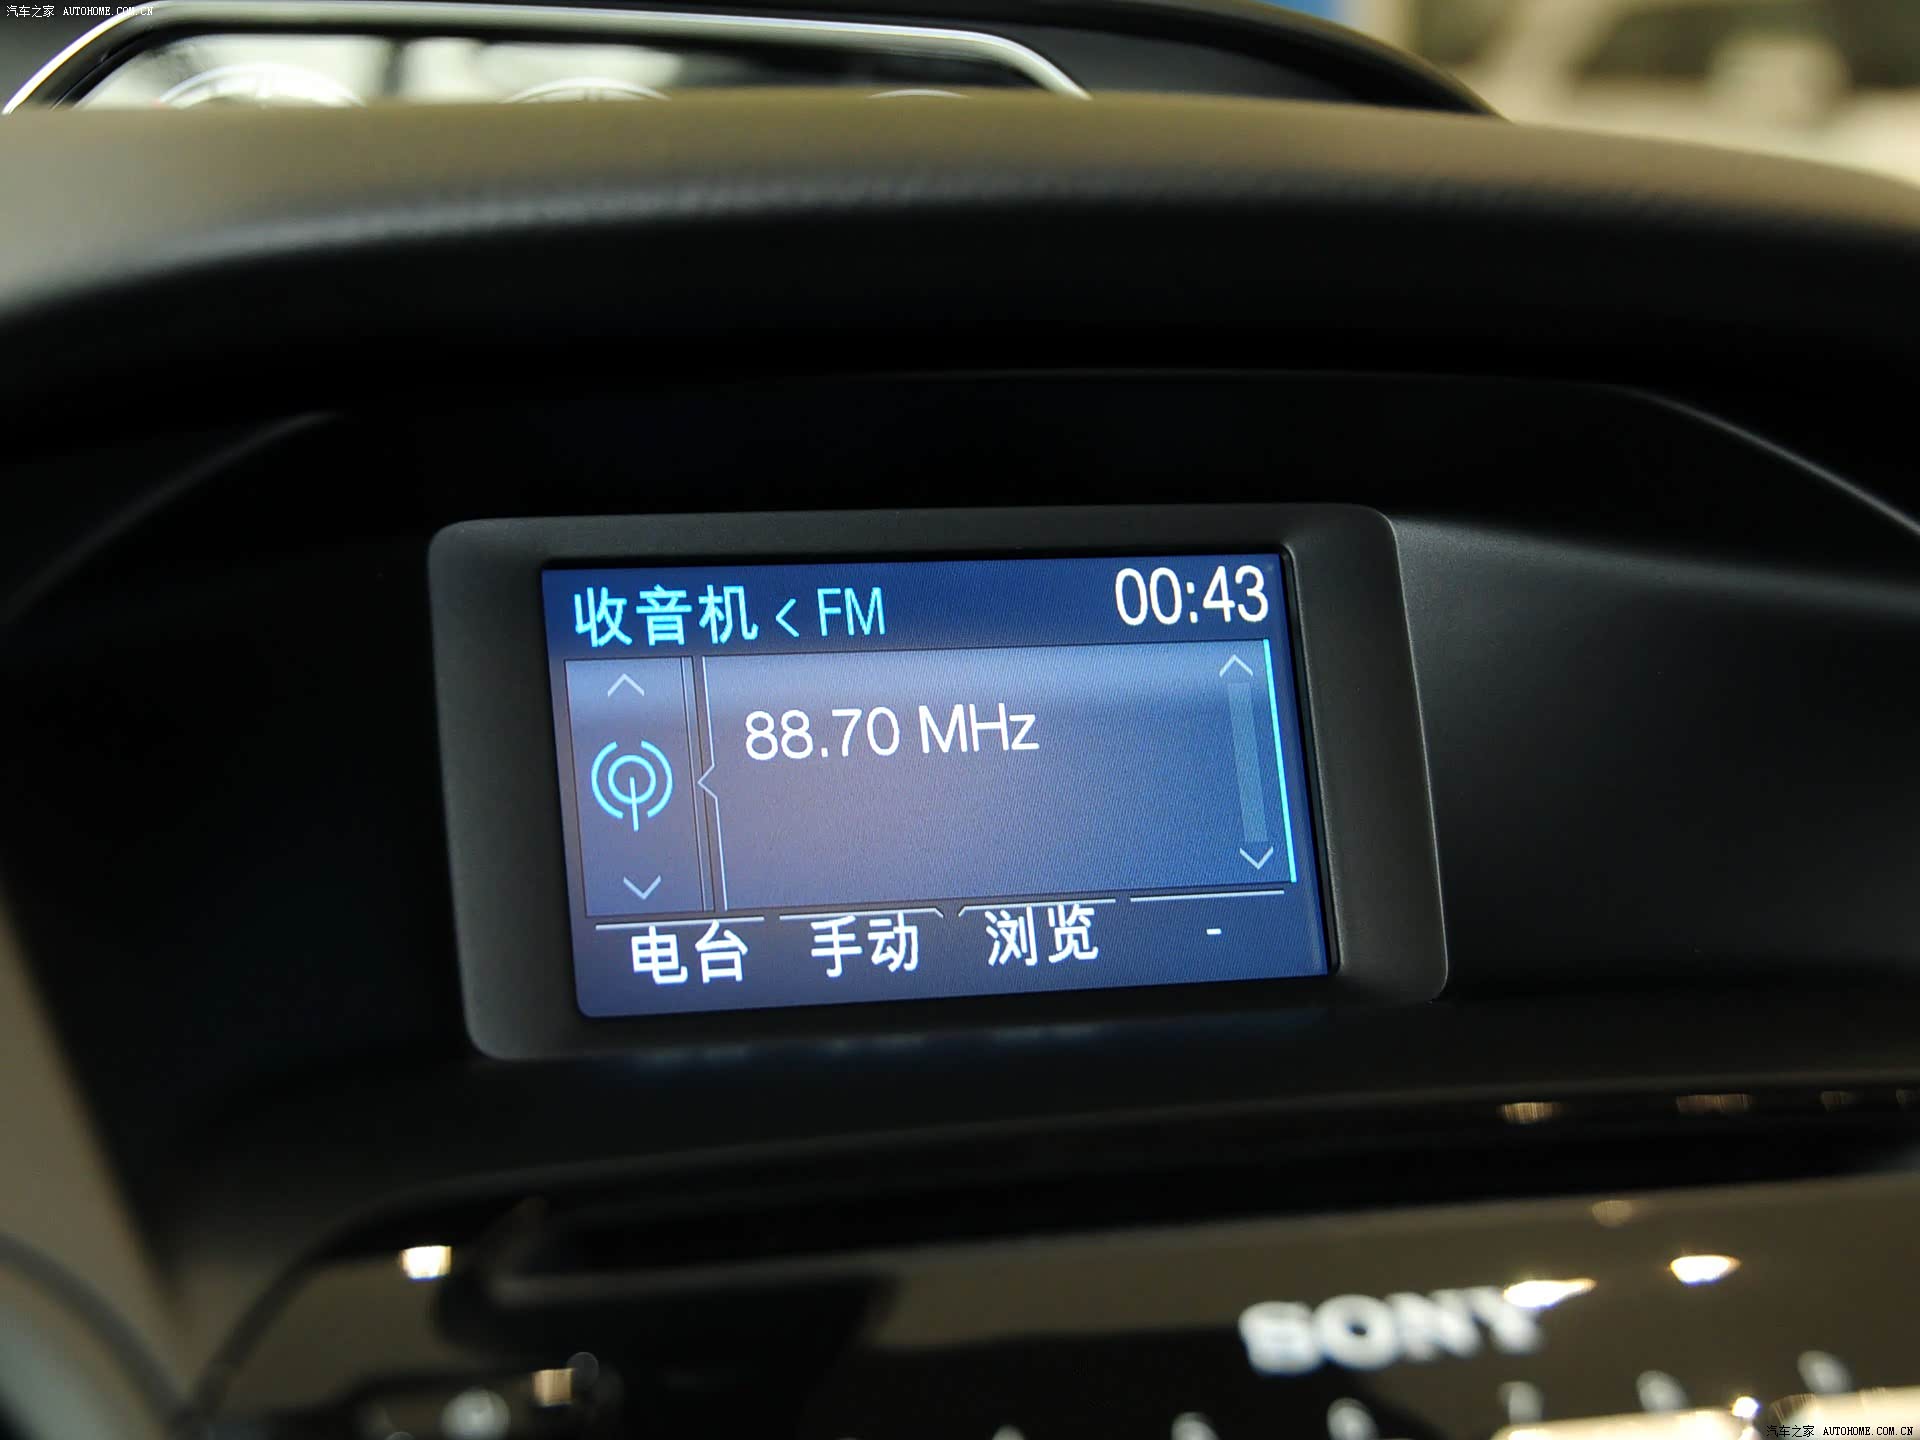 汽车之家 AUTOHOME.COM.CN
收音机 < FM 00:43
88.70 MHz
电台 手动 浏览 -
SONY
汽车之家 AUTOHOME.COM.CN